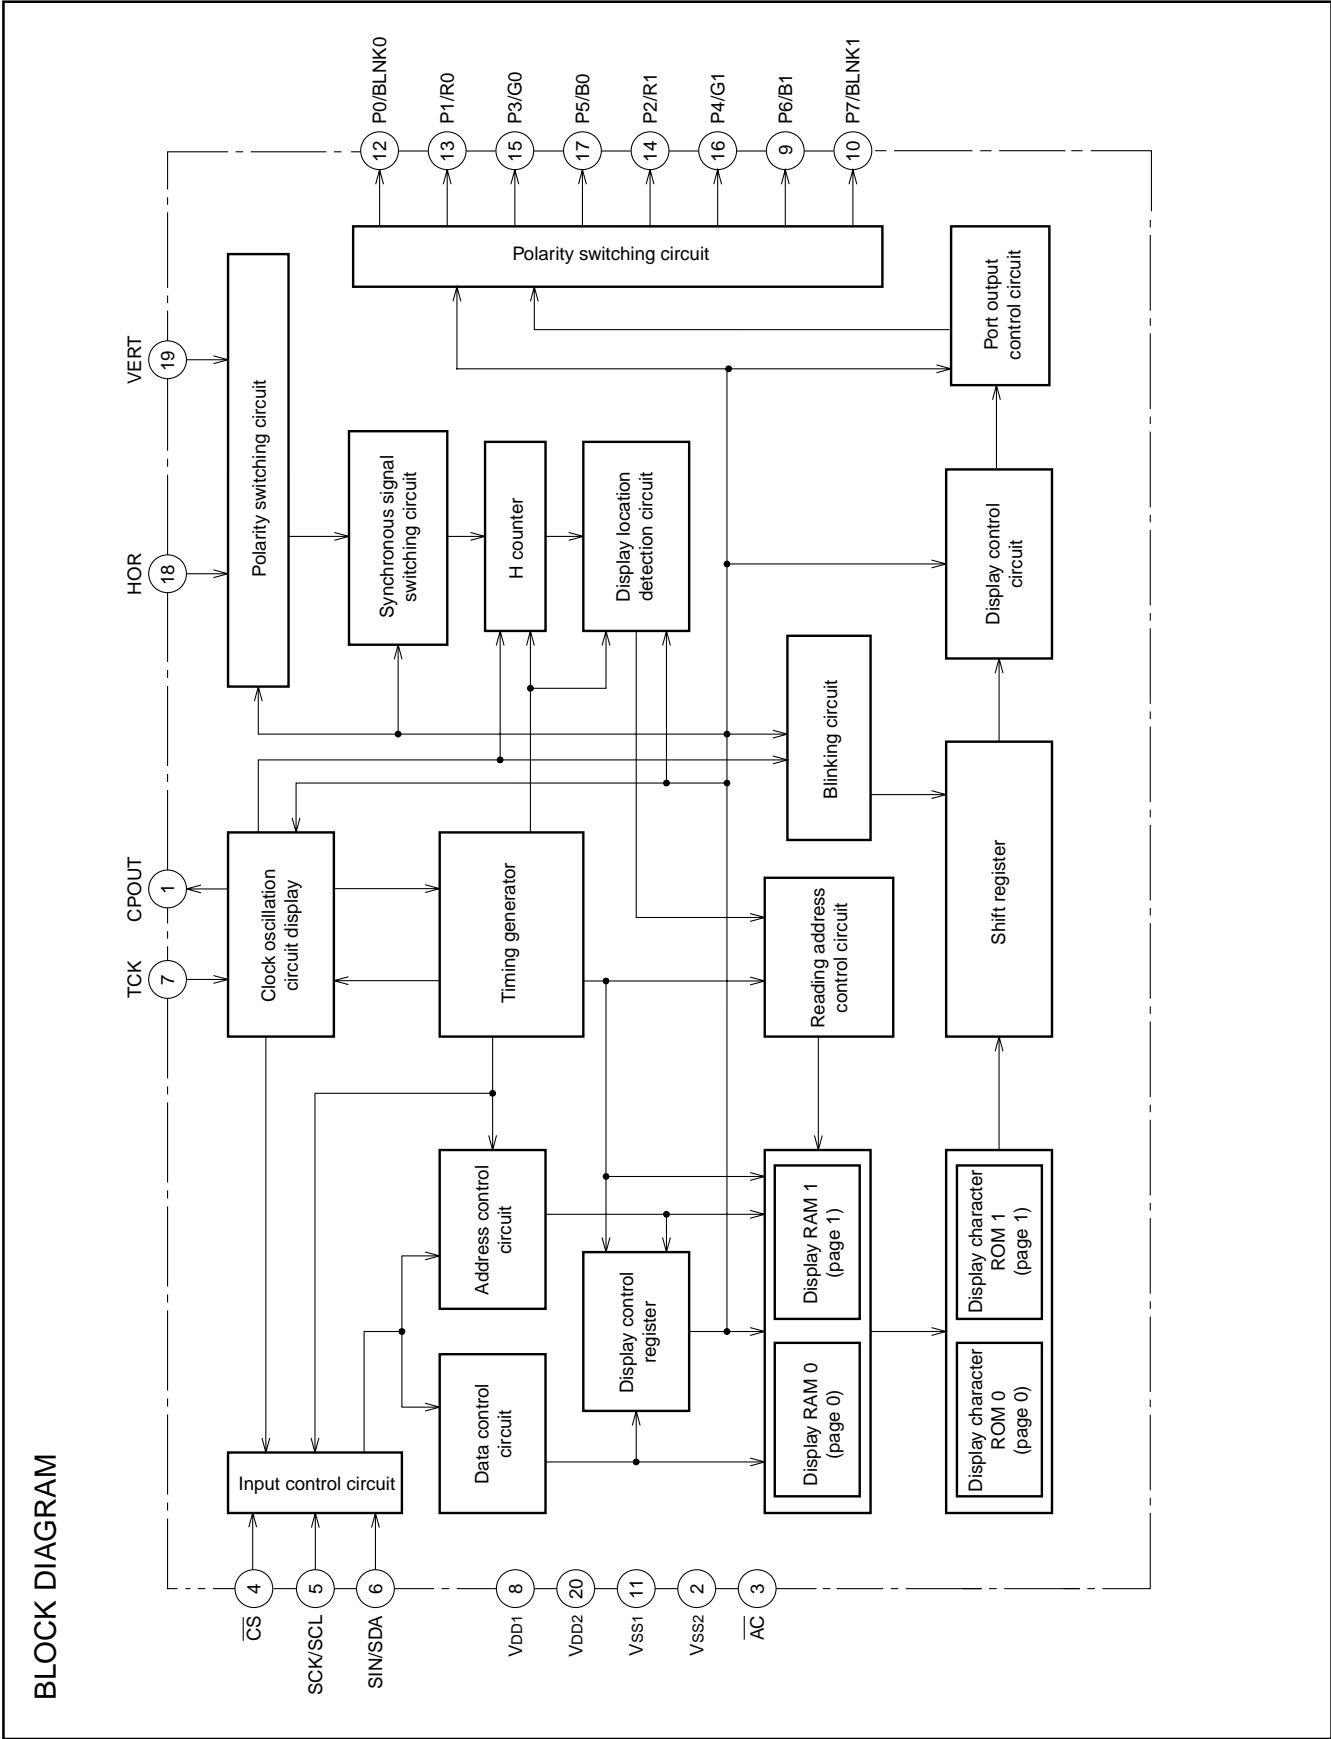 BLOCK DIAGRAM
TCK
7
CPOUT
1
HOR
18
VERT
19
CS
4
SCK/SCL
5
SIN/SDA
6
VDD1
8
VDD2
20
VSS1
11
VSS2
2
AC
3
Input control circuit
Clock oscillation
circuit display
Polarity switching circuit
Data control
circuit
Address control
circuit
Timing generator
Synchronous signal
switching circuit
H counter
Display location
detection circuit
Display control
register
Display RAM 0
(page 0)
Display RAM 1
(page 1)
Reading address
control circuit
Blinking circuit
Display character
ROM 0
(page 0)
Display character
ROM 1
(page 1)
Shift register
Display control
circuit
Port output
control circuit
Polarity switching circuit
12
P0/BLNK0
13
P1/R0
15
P3/G0
17
P5/B0
14
P2/R1
16
P4/G1
9
P6/B1
10
P7/BLNK1